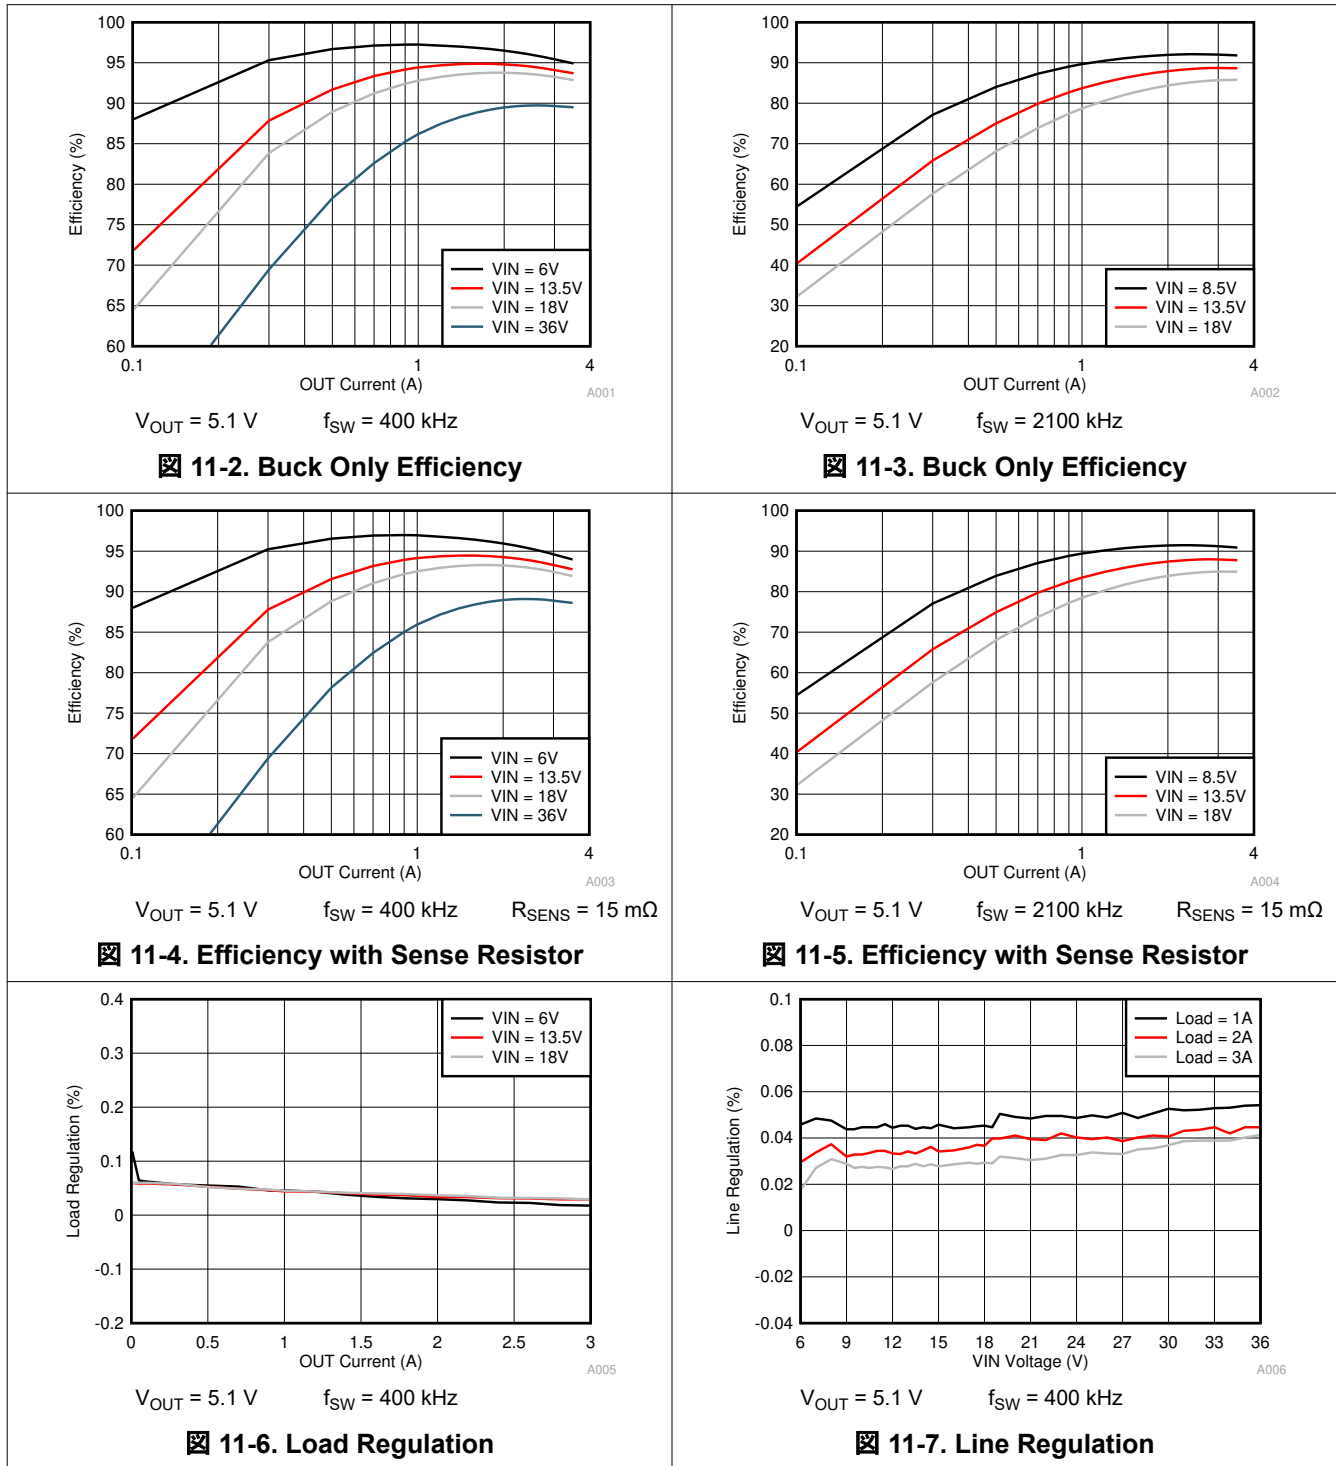 100
95
90
85
80
75
70
65
60
Efficiency (%)
VIN = 6V
VIN = 13.5V
VIN = 18V
VIN = 36V
0.1 1 4
OUT Current (A)
A001
VOUT = 5.1 V fSW = 400 kHz
図 11-2. Buck Only Efficiency
100
90
80
70
60
50
40
30
20
Efficiency (%)
VIN = 8.5V
VIN = 13.5V
VIN = 18V
0.1 1 4
OUT Current (A)
A002
VOUT = 5.1 V fSW = 2100 kHz
図 11-3. Buck Only Efficiency
100
95
90
85
80
75
70
65
60
Efficiency (%)
VIN = 6V
VIN = 13.5V
VIN = 18V
VIN = 36V
0.1 1 4
OUT Current (A)
A003
VOUT = 5.1 V fSW = 400 kHz RSENS = 15 mΩ
図 11-4. Efficiency with Sense Resistor
100
90
80
70
60
50
40
30
20
Efficiency (%)
VIN = 8.5V
VIN = 13.5V
VIN = 18V
0.1 1 4
OUT Current (A)
A004
VOUT = 5.1 V fSW = 2100 kHz RSENS = 15 mΩ
図 11-5. Efficiency with Sense Resistor
0.4
0.3
0.2
0.1
0
-0.1
-0.2
Load Regulation (%)
VIN = 6V
VIN = 13.5V
VIN = 18V
0 0.5 1 1.5 2 2.5 3
OUT Current (A)
A005
VOUT = 5.1 V fSW = 400 kHz
図 11-6. Load Regulation
0.1
0.08
0.06
0.04
0.02
0
-0.02
-0.04
Line Regulation (%)
Load = 1A
Load = 2A
Load = 3A
6 9 12 15 18 21 24 27 30 33 36
VIN Voltage (V)
A006
VOUT = 5.1 V fSW = 400 kHz
図 11-7. Line Regulation